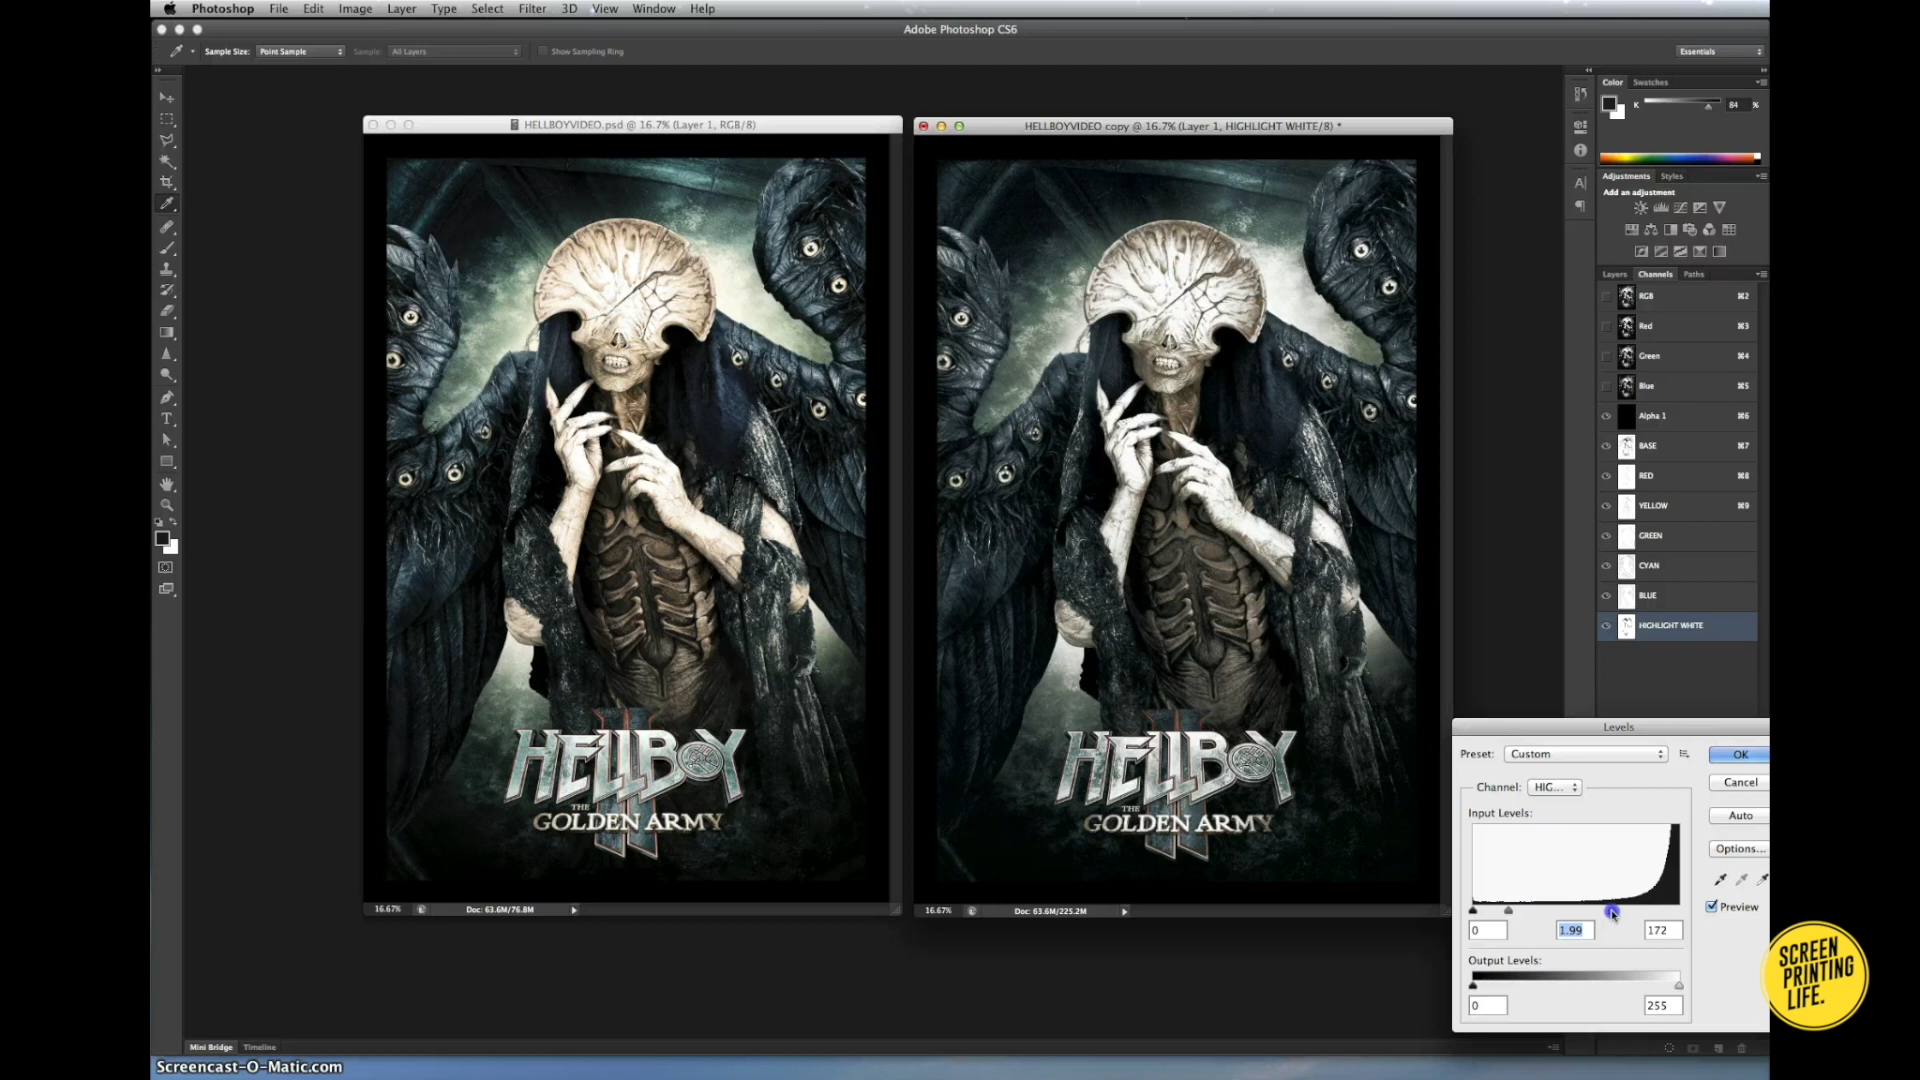 Photoshop File Edit Image Layer Type Select Filter 3D View Window Help
Adobe Photoshop CS6
Sample Size: Point Sample Sample: All Layers Show Sampling Ring Essentials
Color Swatches
K 84 %
HELLBOYVIDEO.psd @ 16.7% (Layer 1, RGB/8)
HELLBOYVIDEO copy @ 16.7% (Layer 1, HIGHLIGHT WHITE/8) *
Adjustments Styles
Add an adjustment
Layers Channels Paths
RGB ⌘2
Red ⌘3
Green ⌘4
Blue ⌘5
Alpha 1 ⌘6
BASE ⌘7
RED ⌘8
YELLOW ⌘9
GREEN
CYAN
BLUE
HIGHLIGHT WHITE
HELLBOY
THE
GOLDEN ARMY
HELLBOY
THE
GOLDEN ARMY
16.67% Doc: 63.6M/76.8M
16.67% Doc: 63.6M/225.2M
Levels
Preset: Custom OK
Cancel
Channel: HIG...
Input Levels:
Auto
Options...
Preview
0 1.99 172
Output Levels:
0 255
SCREEN
PRINTING
LIFE.
Mini Bridge Timeline
Screencast-O-Matic.com